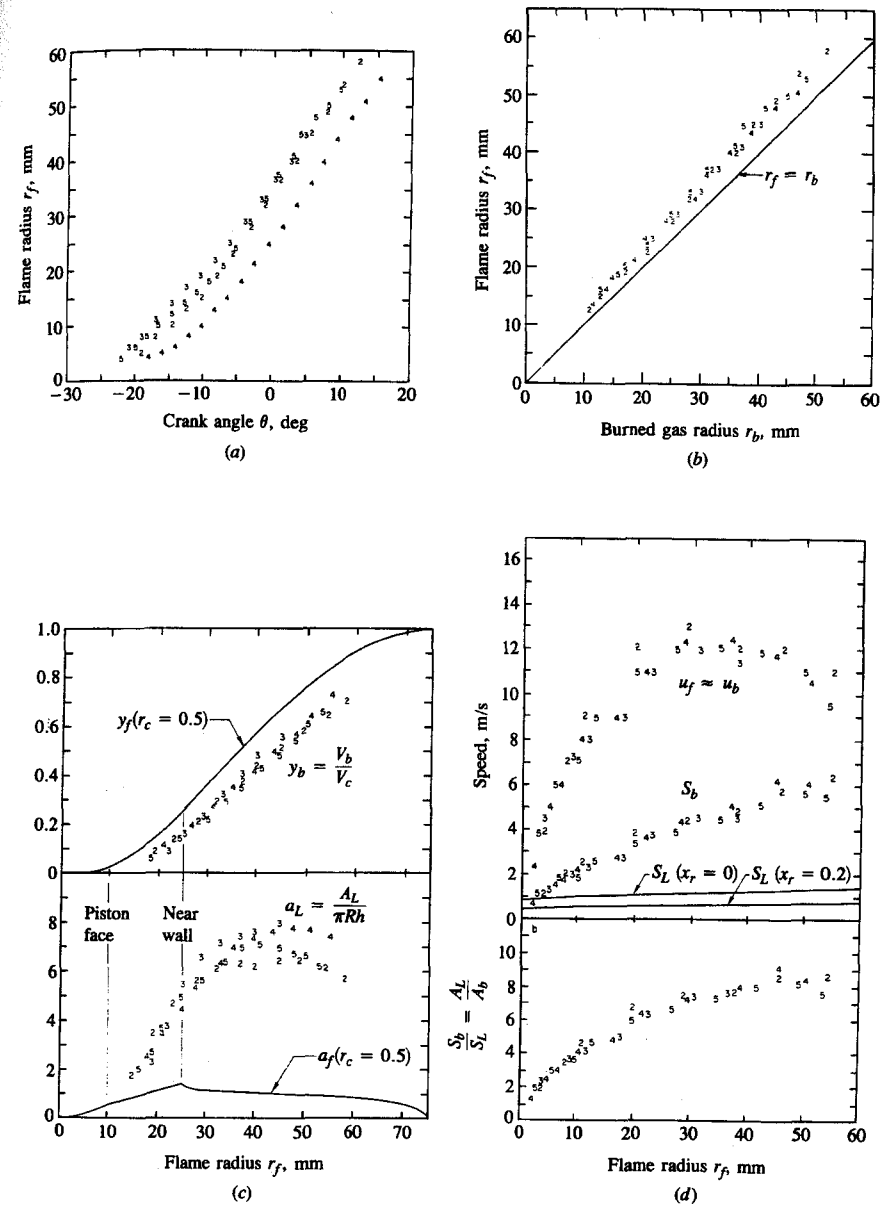 Flame radius r_f, mm
60
50
40
30
20
10
0
−30
−20
−10
0
10
20
Crank angle θ, deg
(a)
Flame radius r_f, mm
60
50
40
30
20
10
0
r_f = r_b
0
10
20
30
40
50
60
Burned gas radius r_b, mm
(b)
1.0
0.8
0.6
0.4
0.2
0
y_f(r_c = 0.5)
y_b = V_b/V_c
Piston face
Near wall
a_L = A_L/πRh
8
6
4
2
0
a_f(r_c = 0.5)
0
10
20
30
40
50
60
70
Flame radius r_f, mm
(c)
Speed, m/s
16
14
12
10
8
6
4
2
0
u_f ≈ u_b
S_b
S_L (x_r = 0)
S_L (x_r = 0.2)
b
S_b/S_L = A_L/A_b
10
8
6
4
2
0
0
10
20
30
40
50
60
Flame radius r_f, mm
(d)